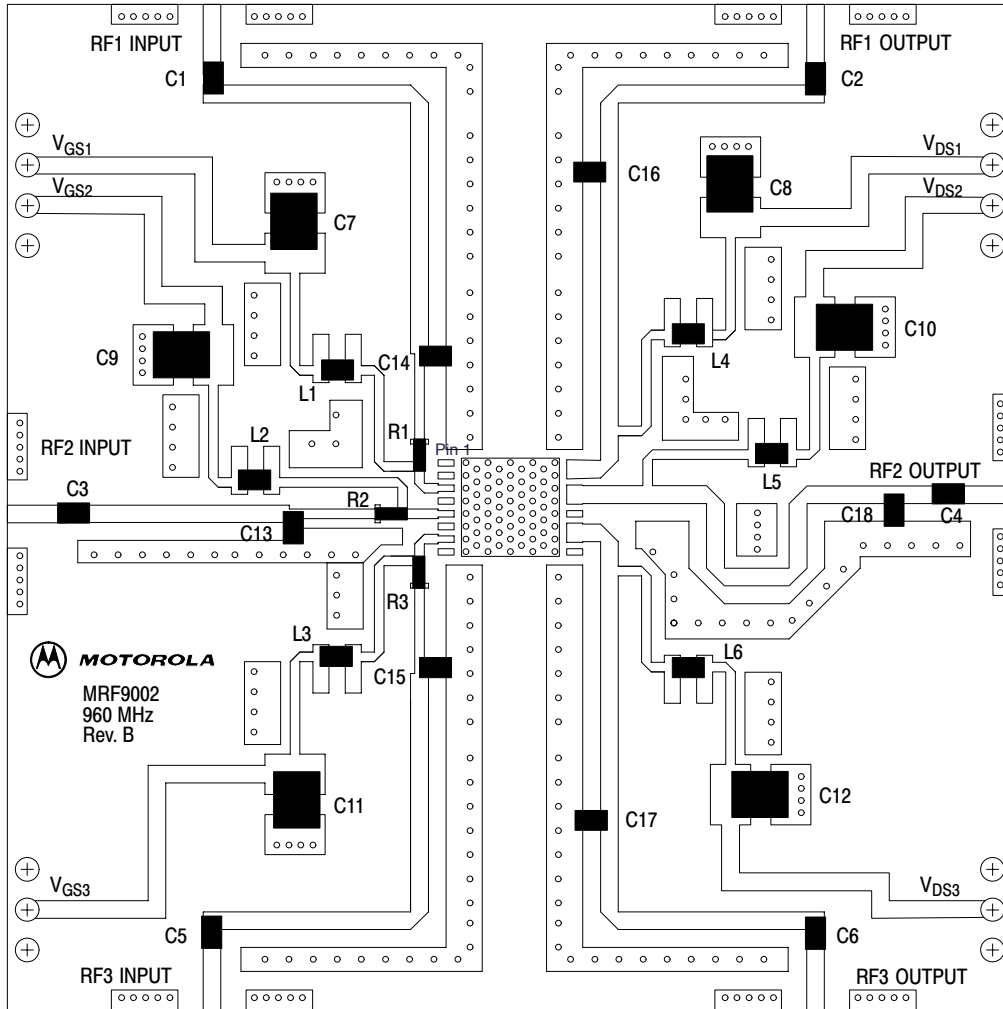 RF1 INPUT
RF1 OUTPUT
C1
C2
VGS1
VGS2
C7
C16
C8
VDS1
VDS2
C9
L1
C14
L4
C10
RF2 INPUT
L2
R1
Pin 1
L5
RF2 OUTPUT
C3
C13
R2
C18
C4
R3
L3
C15
L6
MOTOROLA
MRF9002
960 MHz
Rev. B
C11
C17
C12
VGS3
VDS3
C5
C6
RF3 INPUT
RF3 OUTPUT